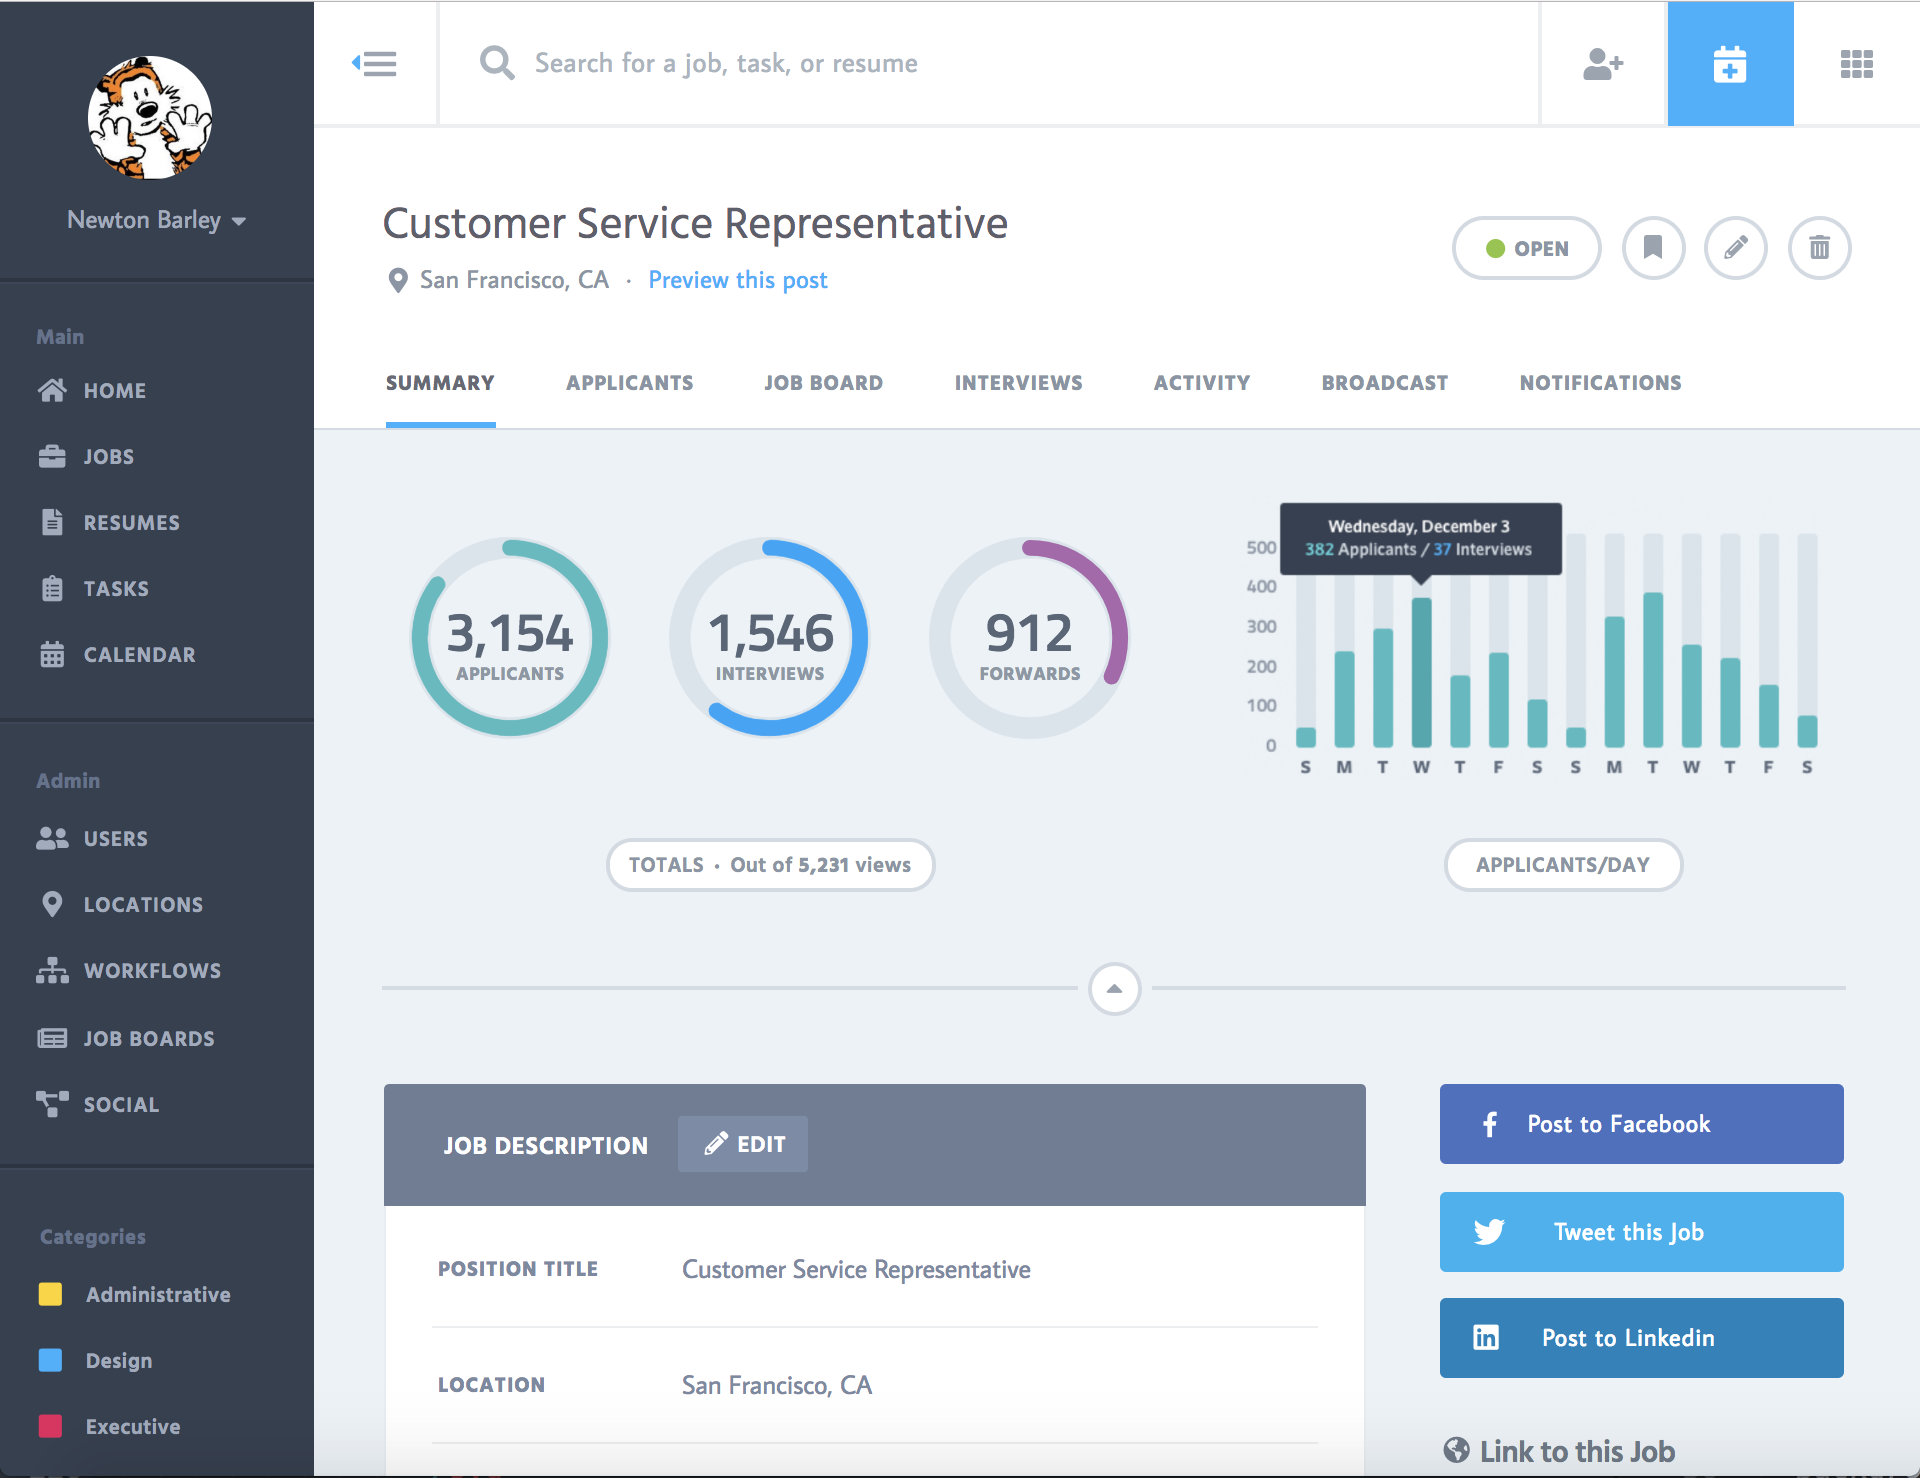 Search for a job, task, or resume
Newton Barley
Main
HOME
JOBS
RESUMES
TASKS
CALENDAR
Admin
USERS
LOCATIONS
WORKFLOWS
JOB BOARDS
SOCIAL
Categories
Administrative
Design
Executive
Customer Service Representative
San Francisco, CA · Preview this post
OPEN
SUMMARY APPLICANTS JOB BOARD INTERVIEWS ACTIVITY BROADCAST NOTIFICATIONS
3,154
APPLICANTS
1,546
INTERVIEWS
912
FORWARDS
TOTALS · Out of 5,231 views
Wednesday, December 3
382 Applicants / 37 Interviews
500
400
300
200
100
0
S M T W T F S S M T W T F S
APPLICANTS/DAY
JOB DESCRIPTION EDIT
POSITION TITLE Customer Service Representative
LOCATION San Francisco, CA
Post to Facebook
Tweet this Job
Post to Linkedin
Link to this Job